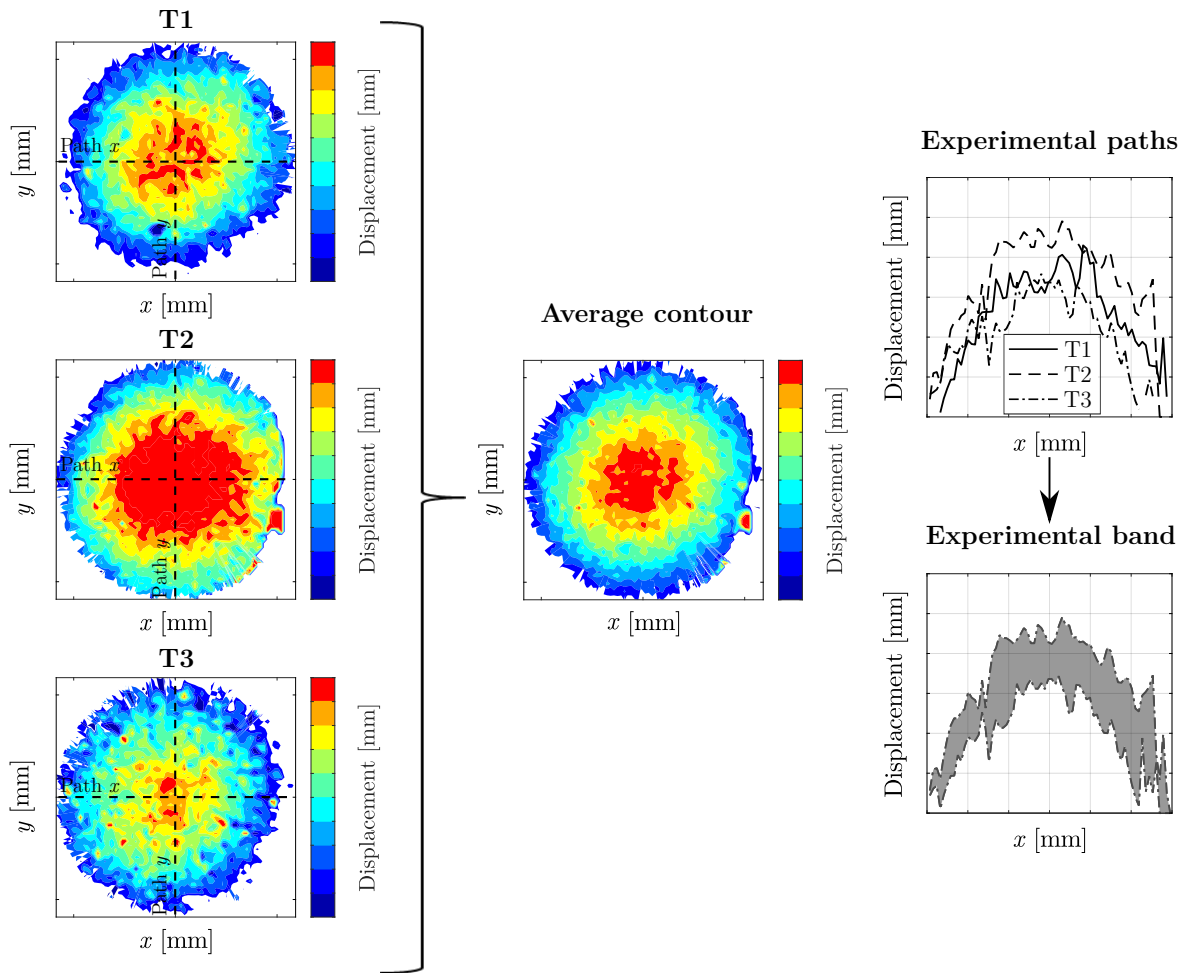 T1
y [mm]
Path x
Path y
Displacement [mm]
x [mm]
T2
y [mm]
Path x
Path y
Displacement [mm]
x [mm]
T3
y [mm]
Path x
Path y
Displacement [mm]
x [mm]
Average contour
y [mm]
Displacement [mm]
x [mm]
Experimental paths
Displacement [mm]
T1
T2
T3
x [mm]
Experimental band
Displacement [mm]
x [mm]